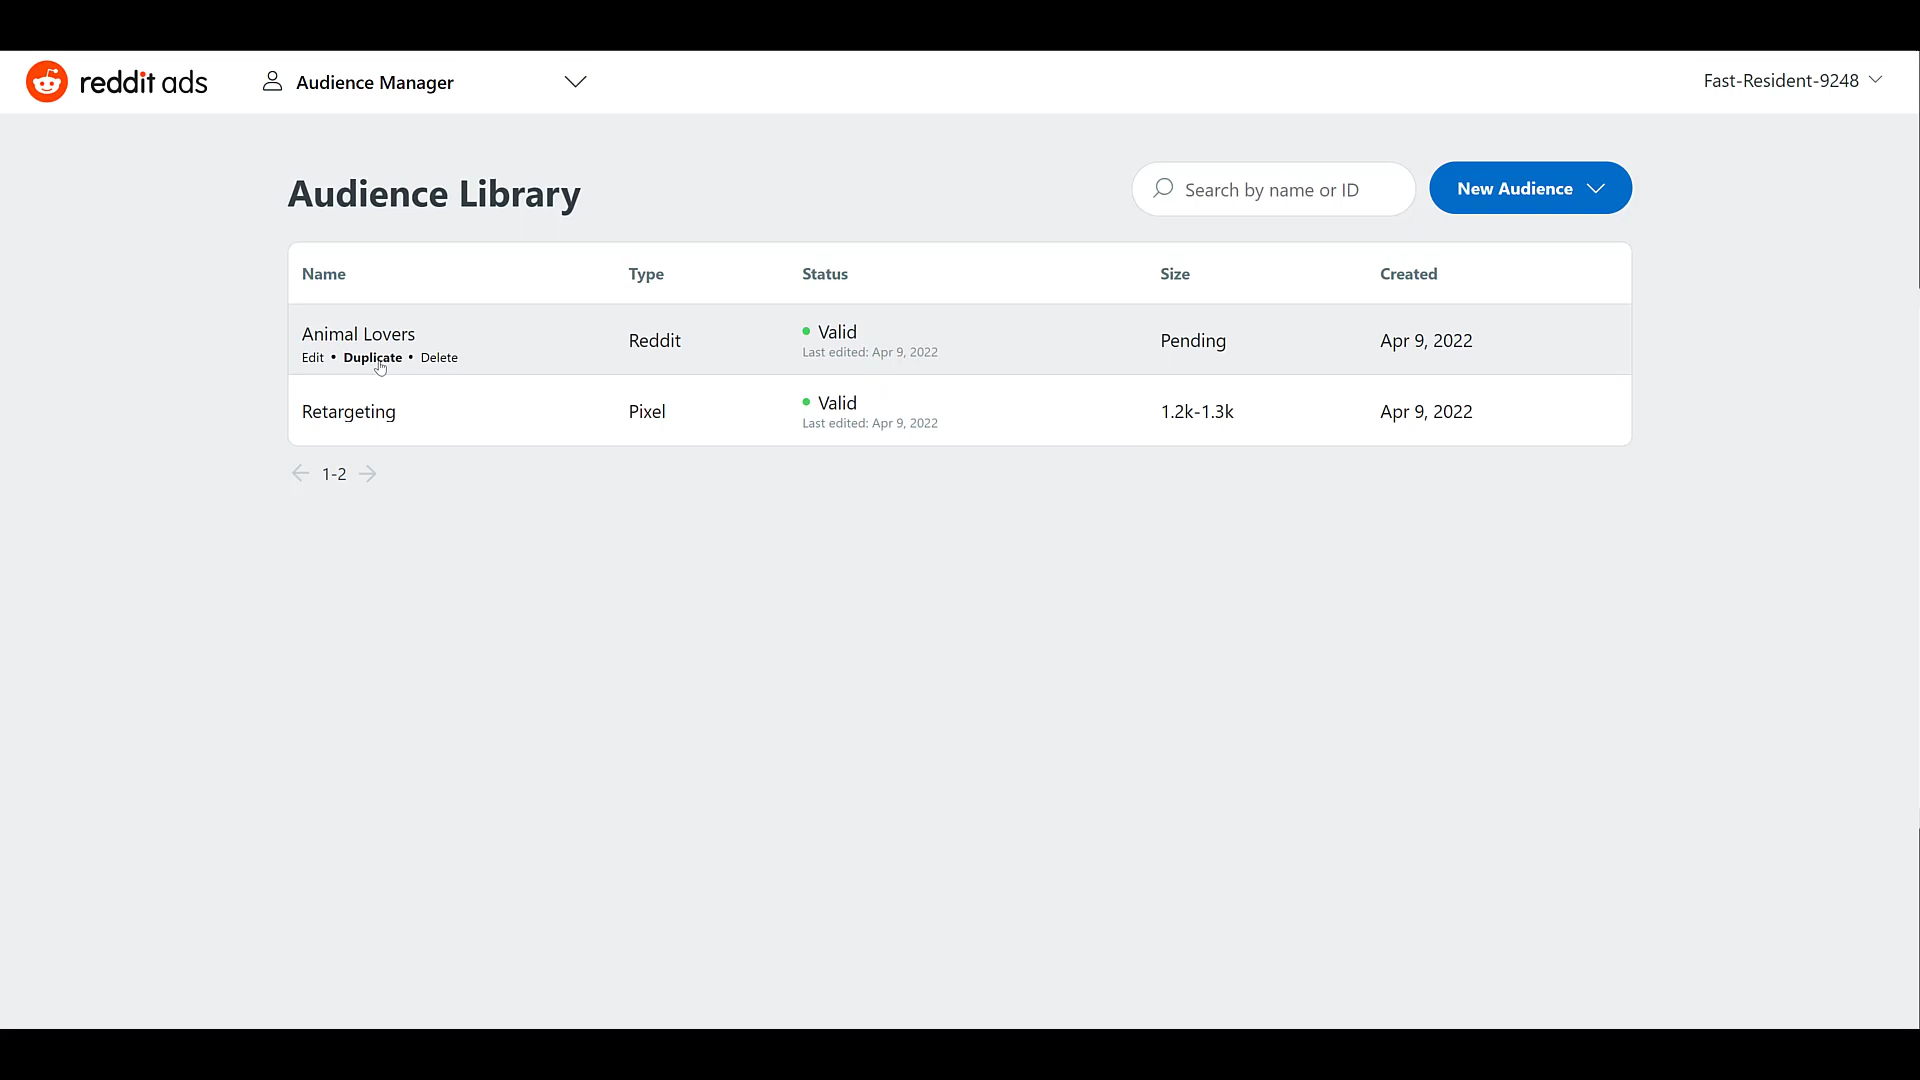 reddit ads
Audience Manager
Fast-Resident-9248
Audience Library
Search by name or ID
New Audience
Name Type Status Size Created
Animal Lovers Reddit Valid Pending Apr 9, 2022
Edit • Duplicate • Delete Last edited: Apr 9, 2022
Retargeting Pixel Valid 1.2k-1.3k Apr 9, 2022
Last edited: Apr 9, 2022
1-2